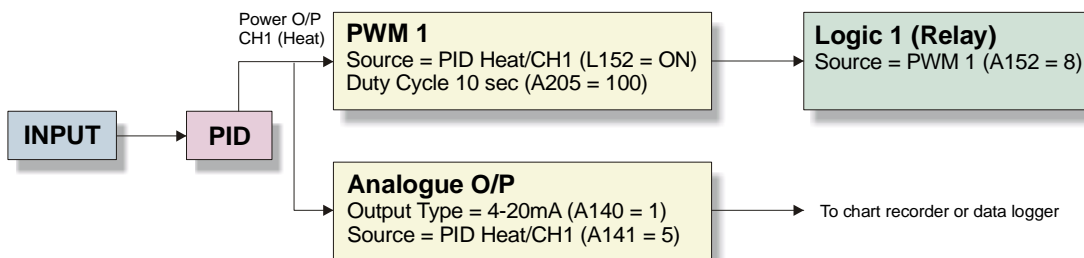 Power O/P
CH1 (Heat)
PWM 1
Source = PID Heat/CH1 (L152 = ON)
Duty Cycle 10 sec (A205 = 100)
Logic 1 (Relay)
Source = PWM 1 (A152 = 8)
INPUT
PID
Analogue O/P
Output Type = 4-20mA (A140 = 1)
Source = PID Heat/CH1 (A141 = 5)
To chart recorder or data logger